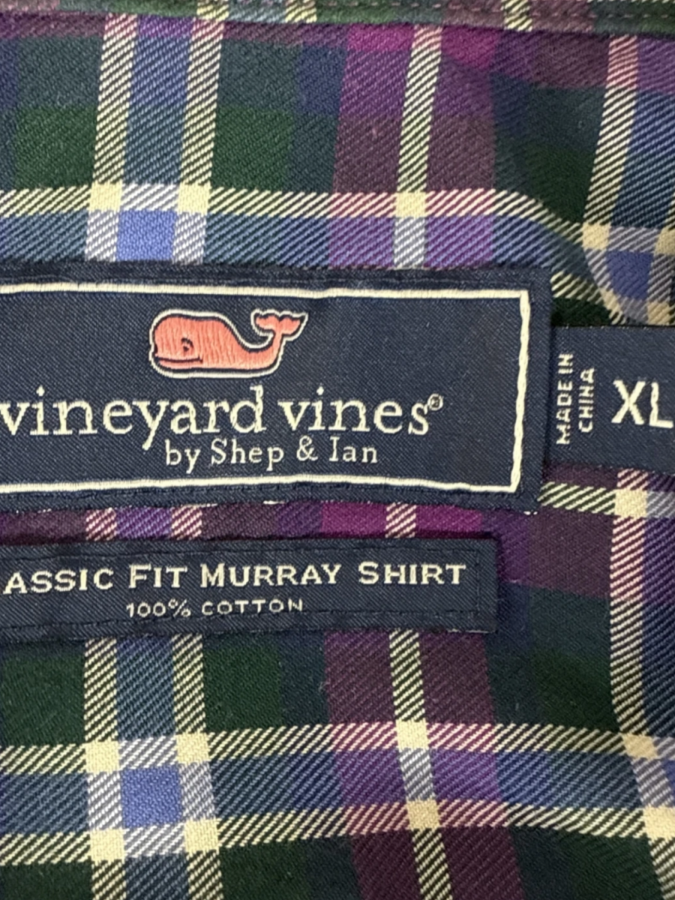 vineyard vines®
by Shep & Ian
MADE IN
CHINA
XL
ASSIC FIT MURRAY SHIRT
100% COTTON